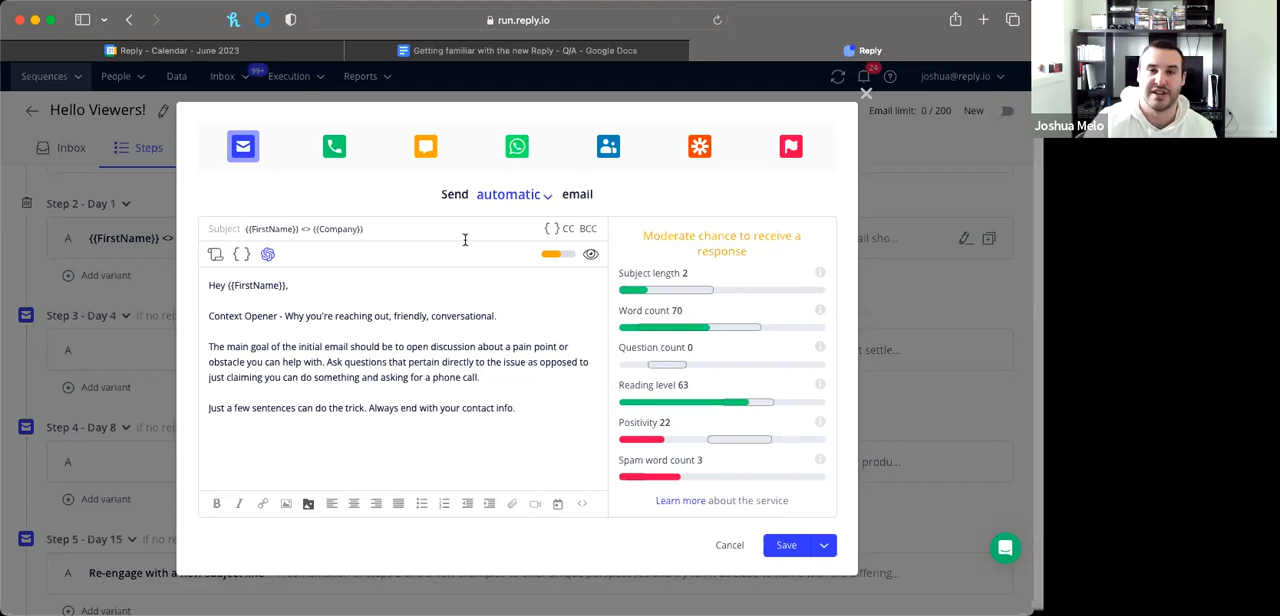 run.reply.io
Reply - Calendar - June 2023
Getting familiar with the new Reply - Q/A - Google Docs
Reply
Sequences
People
Data
Inbox
99+
Execution
Reports
24
joshua@reply.io
Hello Viewers!
Email limit: 0 / 200
New
Inbox
Steps
Joshua Melo
Send automatic email
Step 2 - Day 1
A {{FirstName}} <>
Add variant
Step 3 - Day 4 if no rep
A
Add variant
Step 4 - Day 8 if no rep
A
Add variant
Step 5 - Day 15 if no re
A Re-engage with a new subject line
Add variant
Subject {{FirstName}} <> {{Company}}
{ } CC BCC
{ }
Hey {{FirstName}},
Context Opener - Why you're reaching out, friendly, conversational.
The main goal of the initial email should be to open discussion about a pain point or
obstacle you can help with. Ask questions that pertain directly to the issue as opposed to
just claiming you can do something and asking for a phone call.
Just a few sentences can do the trick. Always end with your contact info.
B I
Moderate chance to receive a
response
Subject length 2
Word count 70
Question count 0
Reading level 63
Positivity 22
Spam word count 3
Learn more about the service
Cancel
Save
ail sho...
t settle...
produ...